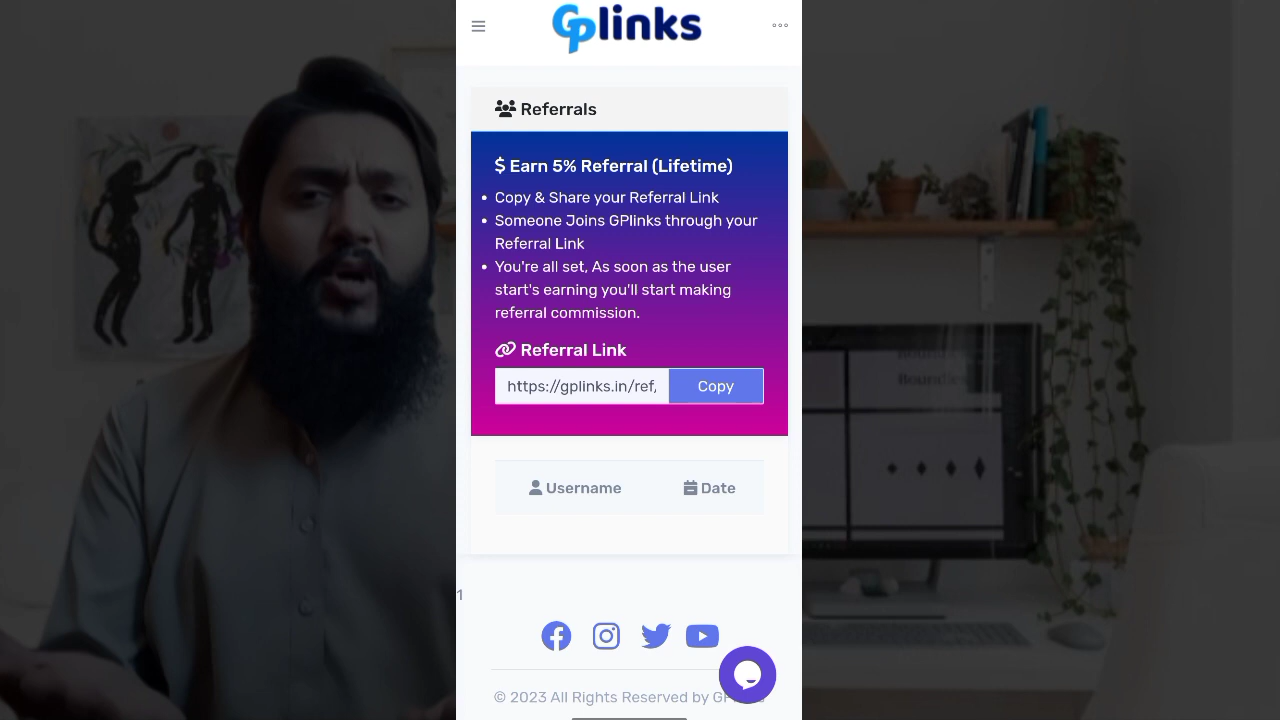 GPlinks
Referrals
$ Earn 5% Referral (Lifetime)
Copy & Share your Referral Link
Someone Joins GPlinks through your
Referral Link
You're all set, As soon as the user
start's earning you'll start making
referral commission.
Referral Link
https://gplinks.in/ref,
Copy
Username
Date
1
© 2023 All Rights Reserved by